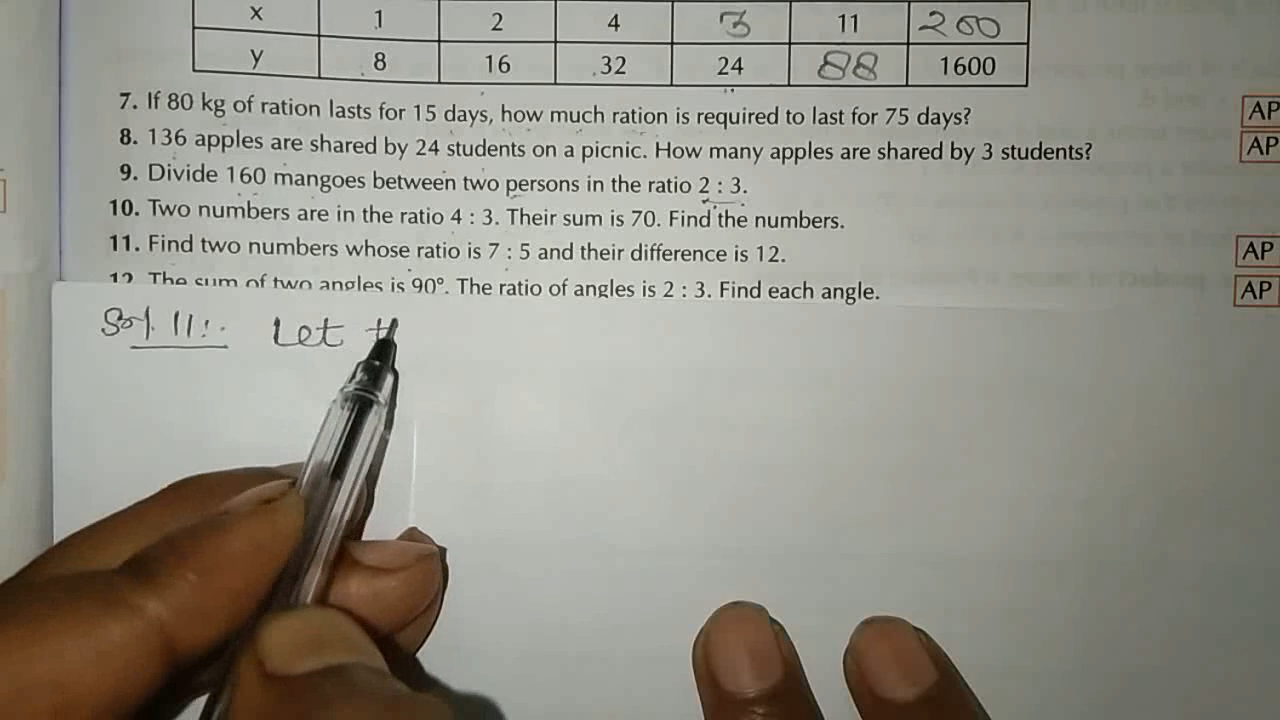 x 1 2 4 3 11 200
y 8 16 32 24 88 1600
7. If 80 kg of ration lasts for 15 days, how much ration is required to last for 75 days? AP
8. 136 apples are shared by 24 students on a picnic. How many apples are shared by 3 students? AP
9. Divide 160 mangoes between two persons in the ratio 2 : 3.
10. Two numbers are in the ratio 4 : 3. Their sum is 70. Find the numbers.
11. Find two numbers whose ratio is 7 : 5 and their difference is 12. AP
12. The sum of two angles is 90°. The ratio of angles is 2 : 3. Find each angle. AP
Sol. 11:. Let t